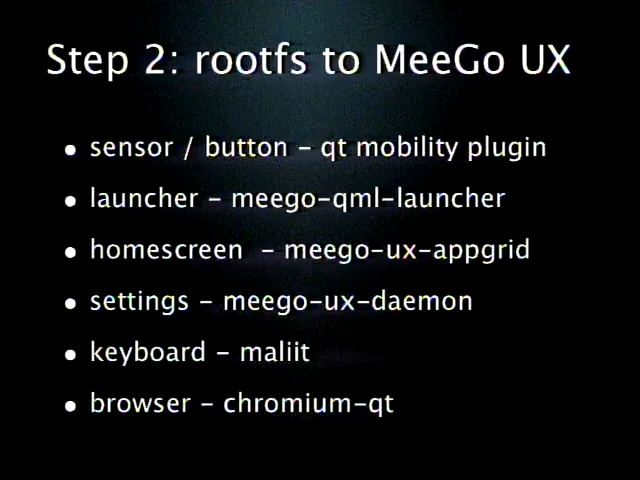 Step 2: rootfs to MeeGo UX
• sensor / button – qt mobility plugin
• launcher – meego-qml-launcher
• homescreen – meego-ux-appgrid
• settings – meego-ux-daemon
• keyboard – maliit
• browser – chromium-qt